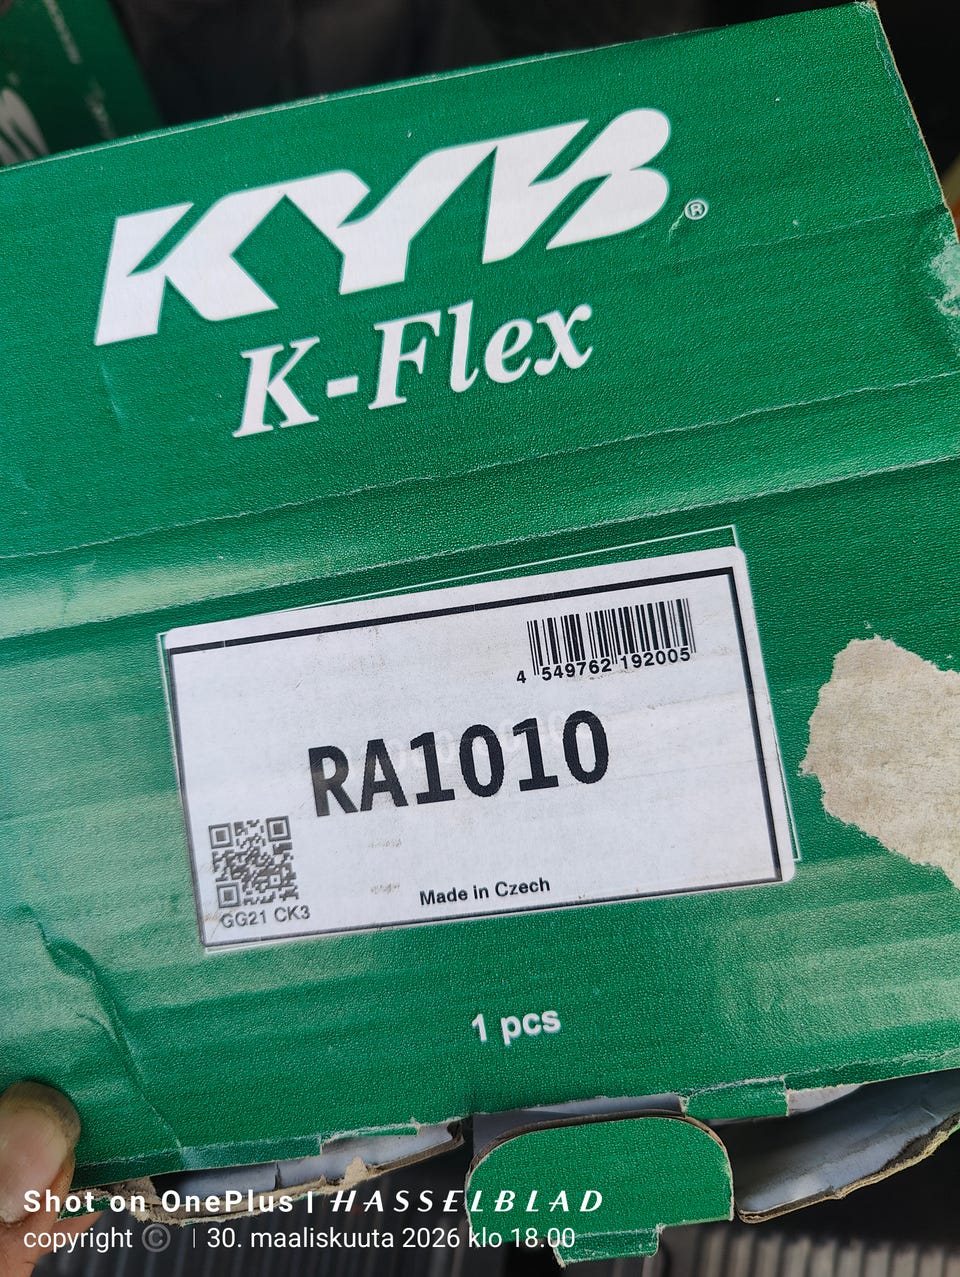 KYB®
K-Flex
4 549762 192005
RA1010
GG21 CK3
Made in Czech
1 pcs
Shot on OnePlus | HASSELBLAD
copyright © | 30. maaliskuuta 2026 klo 18.00